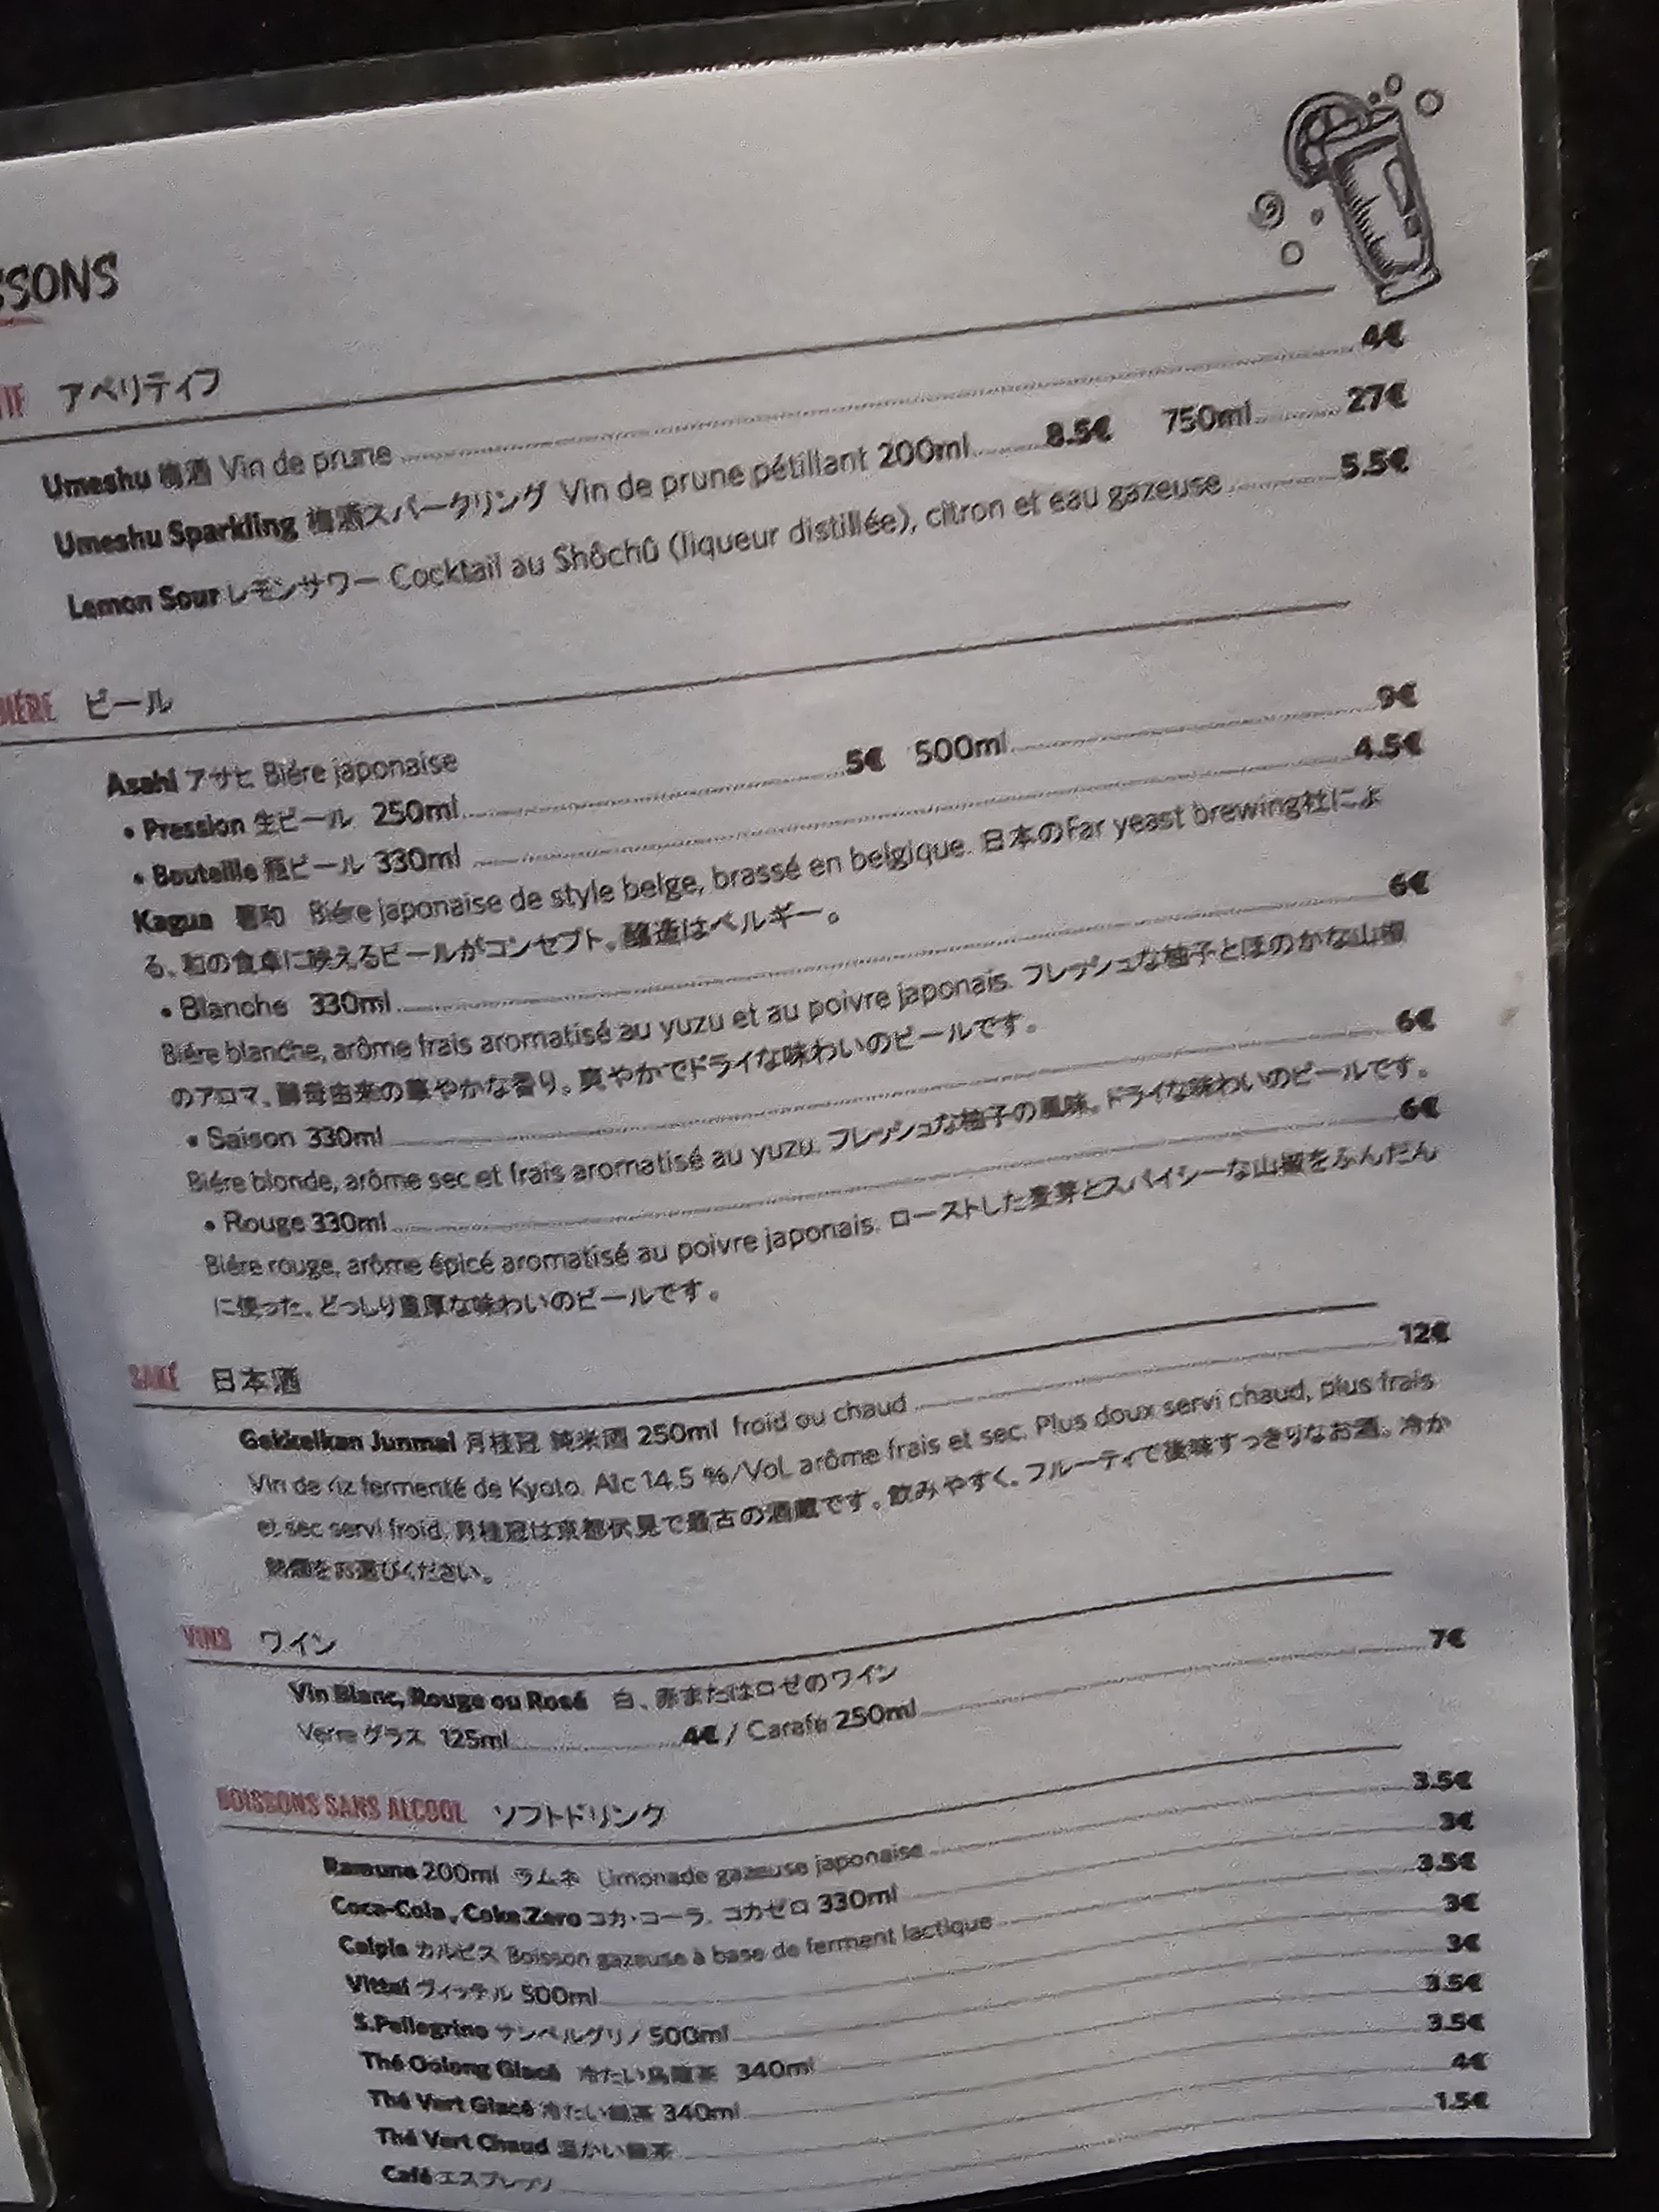 SSONS
TIF アペリティフ
Umeshu 梅酒 Vin de prune 4€
Umeshu Sparkling 梅酒スパークリング Vin de prune pétillant 200ml 8.5€ 750ml 27€
Lemon Sour レモンサワー Cocktail au Shôchû (liqueur distillée), citron et eau gazeuse 5.5€
BIÉRE ビール
Asahi アサヒ Biére japonaise
• Pression 生ビール 250ml 5€ 500ml 9€
• Bouteille 瓶ビール 330ml 4.5€
Kagua 馨和 Biére japonaise de style belge, brassé en belgique. 日本のFar yeast brewing社によ
る、和の食卓に映えるビールがコンセプト。醸造はベルギー。
• Blanche 330ml 6€
Biére blanche, arôme frais aromatisé au yuzu et au poivre japonais. フレッシュな柚子とほのかな山椒
のアロマ、酵母由来の華やかな香り。爽やかでドライな味わいのビールです。
• Saison 330ml 6€
Biére blonde, arôme sec et frais aromatisé au yuzu. フレッシュな柚子の風味。ドライな味わいのビールです。
• Rouge 330ml 6€
Biére rouge, arôme épicé aromatisé au poivre japonais. ローストした麦芽とスパイシーな山椒をふんだん
に使った、どっしり重厚な味わいのビールです。
SAKÉ 日本酒
Gekkeikan Junmai 月桂冠 純米酒 250ml froid ou chaud 12€
Vin de riz fermenté de Kyoto. Alc 14.5 %/Vol. arôme frais et sec. Plus doux servi chaud, plus frais
et sec servi froid. 月桂冠は京都伏見で最古の酒蔵です。飲みやすく、フルーティで後味すっきりなお酒。冷か
熱燗をお選びください。
VINS ワイン
Vin Blanc, Rouge ou Rosé 白、赤またはロゼのワイン
Verre グラス 125ml 4€ / Carafe 250ml 7€
BOISSONS SANS ALCOOL ソフトドリンク
Ramune 200ml ラムネ Limonade gazeuse japonaise 3.5€
Coca-Cola, Coke Zero コカ・コーラ、コカゼロ 330ml 3€
Calpis カルピス Boisson gazeuse à base de ferment lactique 3.5€
Vittel ヴィッテル 500ml 3€
S.Pellegrino サンペルグリノ 500ml 3€
Thé Oolong Glacé 冷たい烏龍茶 340ml 3.5€
Thé Vert Glacé 冷たい緑茶 340ml 3.5€
Thé Vert Chaud 温かい緑茶 4€
Café エスプレッソ 1.5€